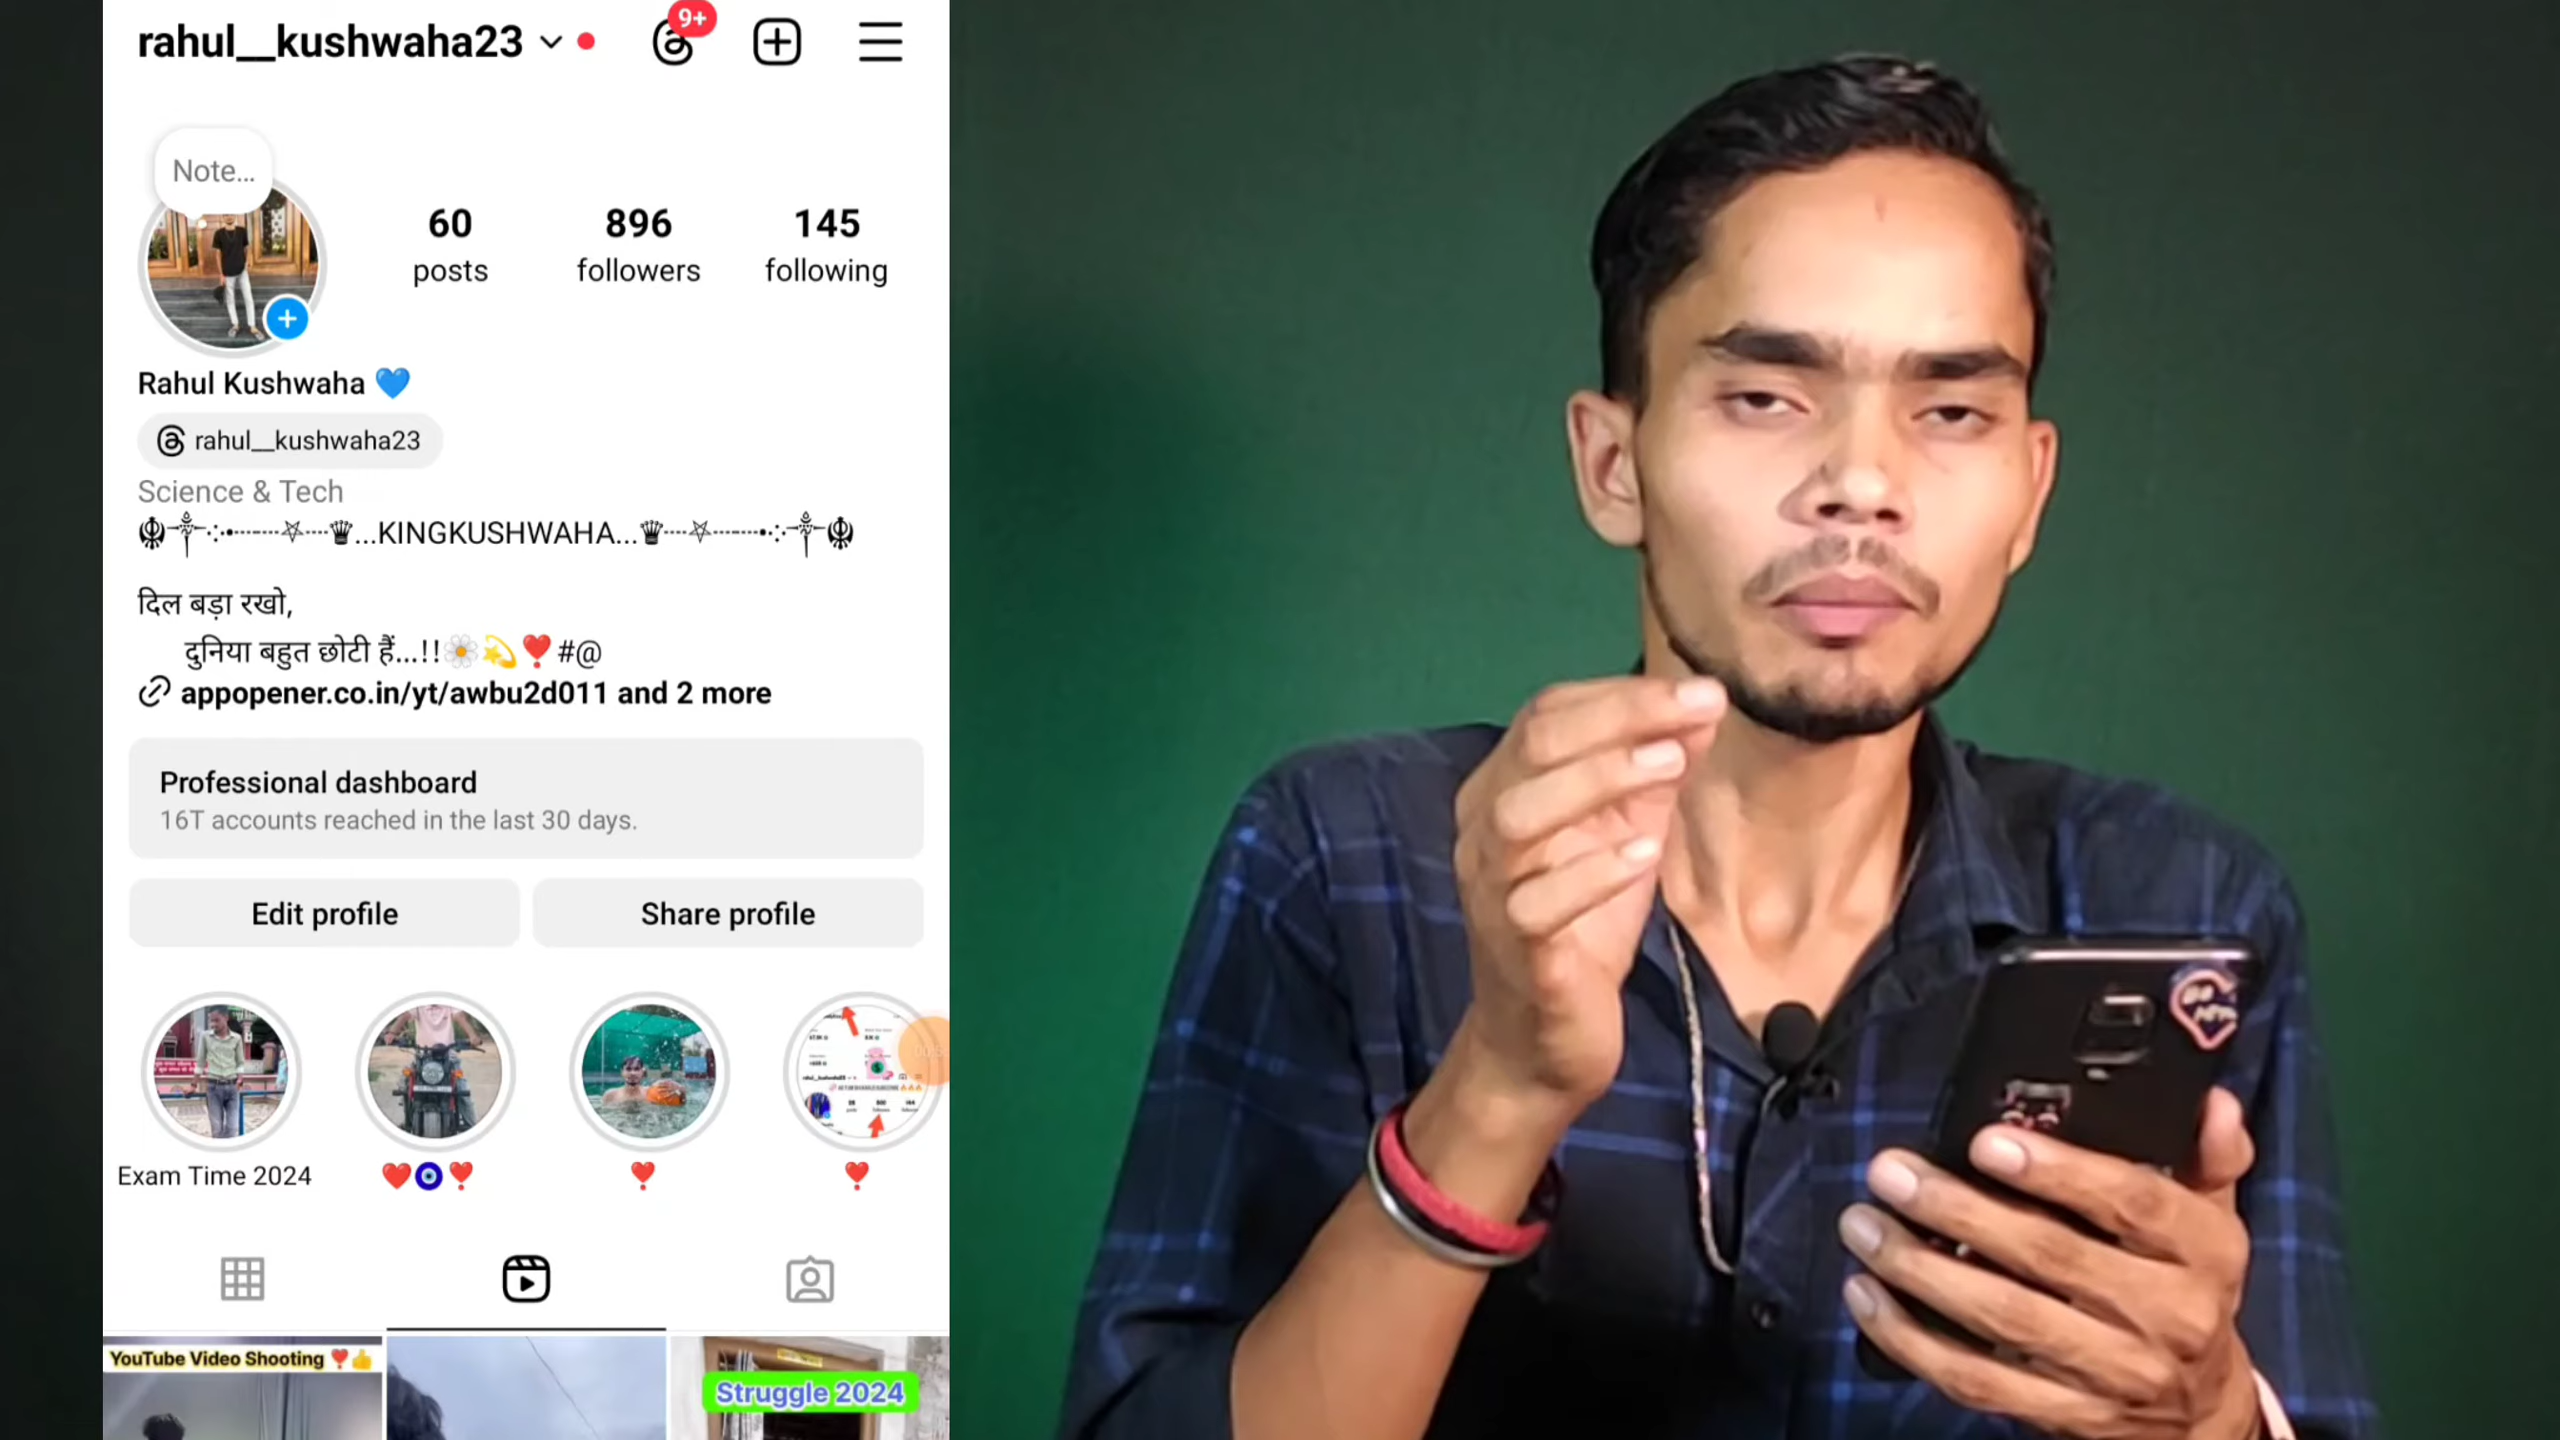 rahul__kushwaha23
9+
Note...
60
posts
896
followers
145
following
Rahul Kushwaha 💙
rahul__kushwaha23
Science & Tech
☬༒܀•┈┈⛧┈♛...KINGKUSHWAHA...♛┈⛧┈┈•܀༒☬
दिल बड़ा रखो,
दुनिया बहुत छोटी हैं...!!🌼💫❣️#@
appopener.co.in/yt/awbu2d011 and 2 more
Professional dashboard
16T accounts reached in the last 30 days.
Edit profile
Share profile
Exam Time 2024
❤️🧿❣️
❣️
❣️
YouTube Video Shooting ❣️👍
Struggle 2024